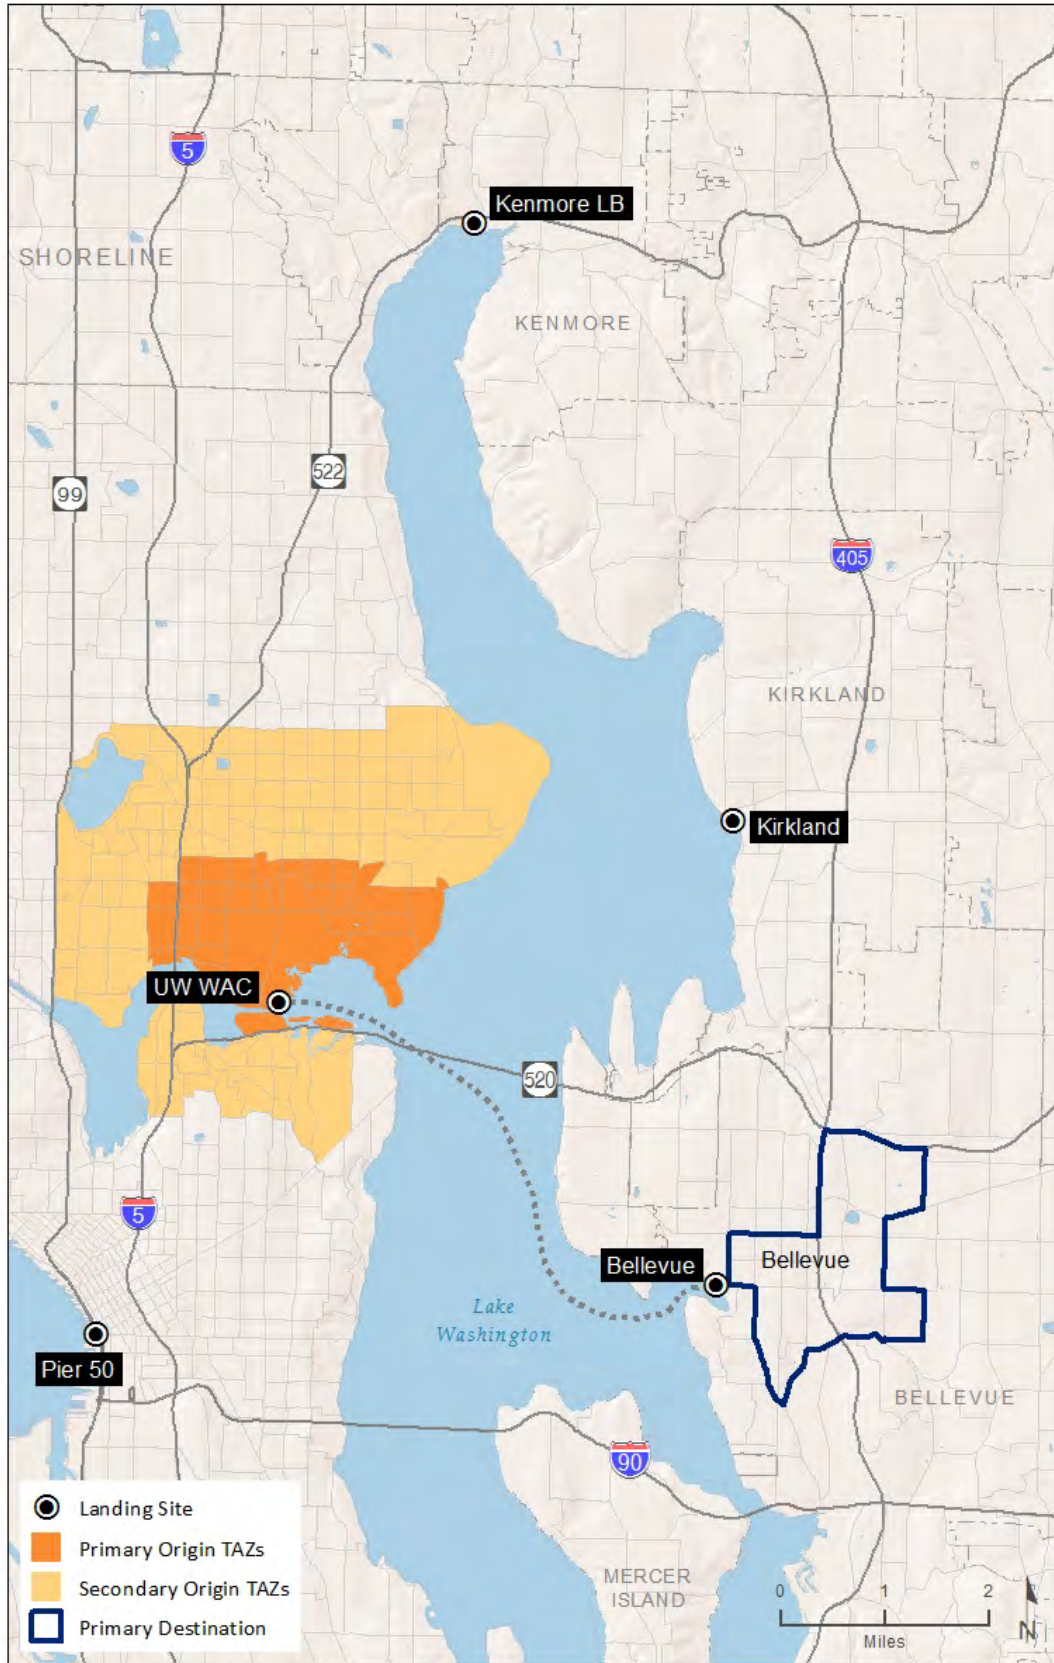 5
Kenmore LB
SHORELINE
KENMORE
522
99
405
KIRKLAND
Kirkland
UW WAC
520
5
Bellevue
Bellevue
Lake
Washington
Pier 50
BELLEVUE
90
Landing Site
Primary Origin TAZs
Secondary Origin TAZs
Primary Destination
MERCER
ISLAND
0 1 2
Miles
N